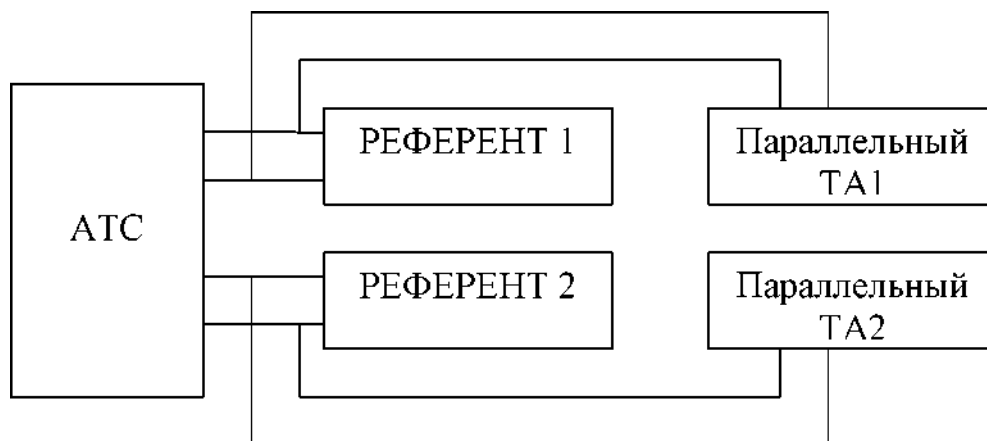 АТС
РЕФЕРЕНТ 1
Параллельный
ТА1
РЕФЕРЕНТ 2
Параллельный
ТА2